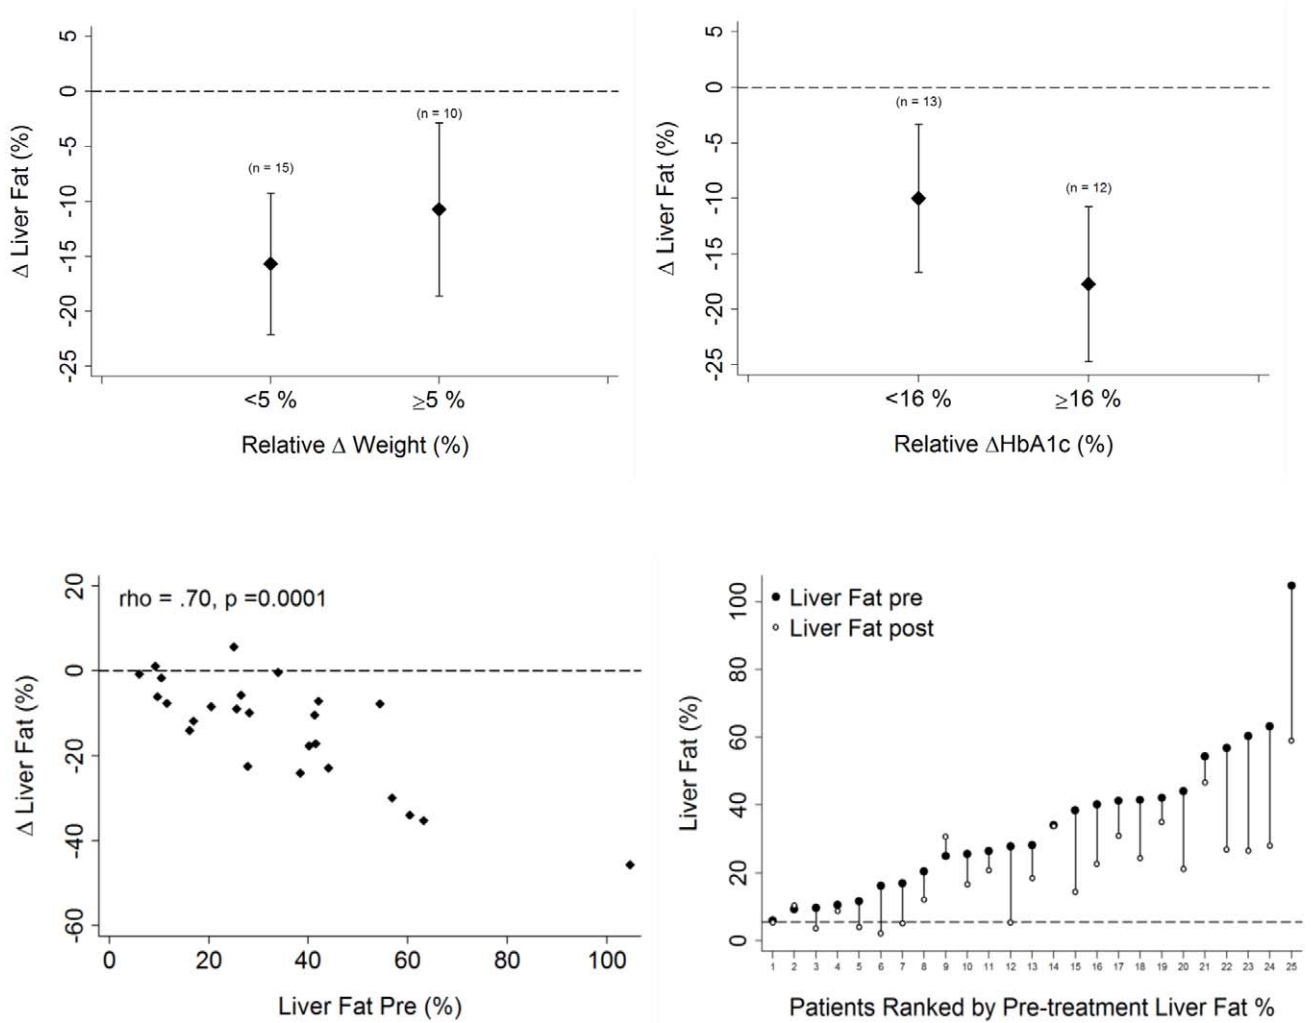 5
0
-5
-10
-15
-20
-25
Δ Liver Fat (%)
(n = 15)
(n = 10)
<5 %
≥5 %
Relative Δ Weight (%)
5
0
-5
-10
-15
-20
-25
Δ Liver Fat (%)
(n = 13)
(n = 12)
<16 %
≥16 %
Relative ΔHbA1c (%)
20
0
-20
-40
-60
Δ Liver Fat (%)
rho = .70, p =0.0001
0 20 40 60 80 100
Liver Fat Pre (%)
100
80
60
40
20
0
Liver Fat (%)
Liver Fat pre
Liver Fat post
1 2 3 4 5 6 7 8 9 10 11 12 13 14 15 16 17 18 19 20 21 22 23 24 25
Patients Ranked by Pre-treatment Liver Fat %